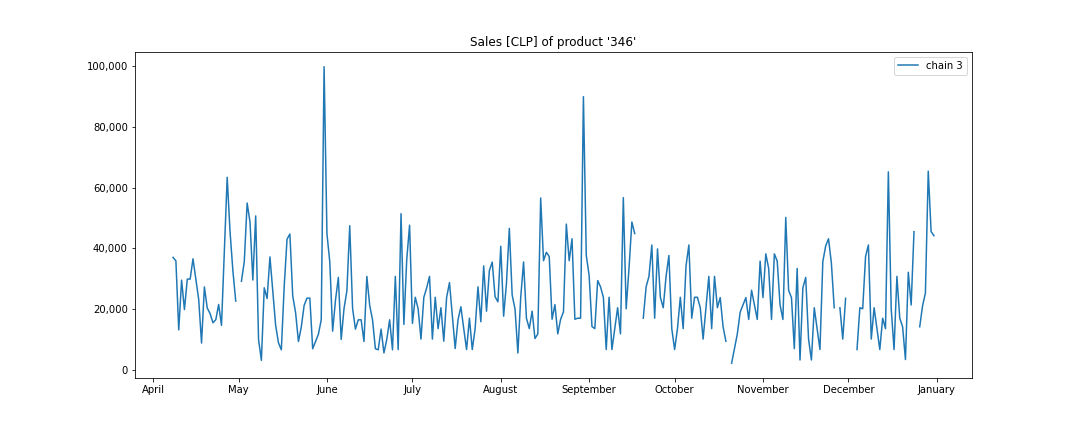 Sales [CLP] of product '346'
chain 3
100,000
80,000
60,000
40,000
20,000
0
April May June July August September October November December January